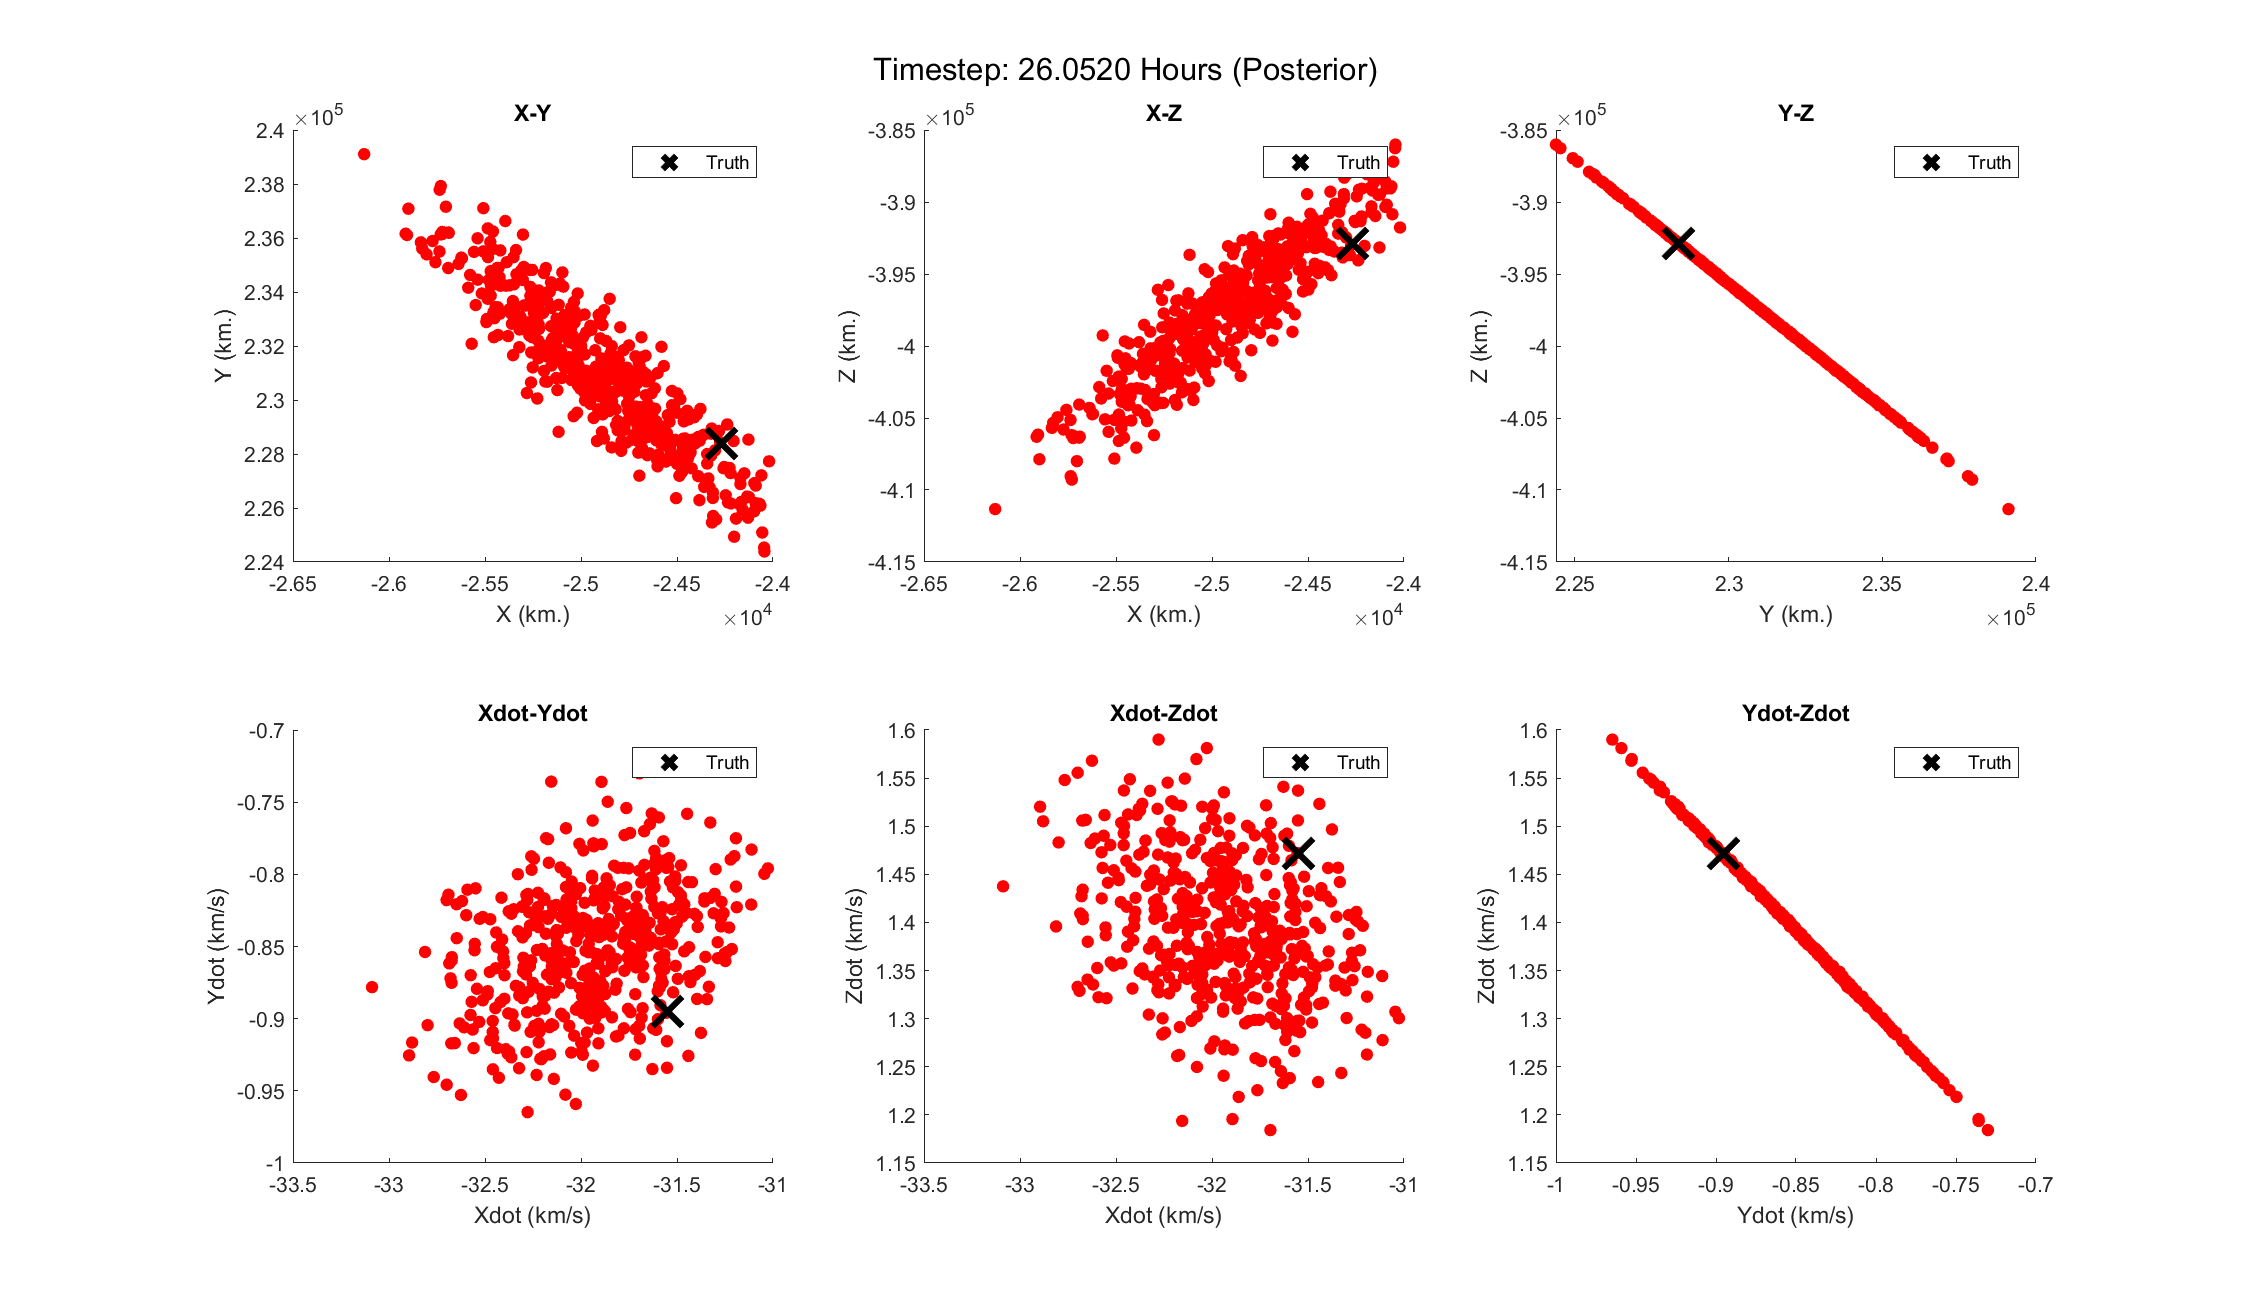 Timestep: 26.0520 Hours (Posterior)
X-Y
×10^5
2.4
2.38
2.36
2.34
2.32
2.3
2.28
2.26
2.24
Y (km.)
Truth
-2.65 -2.6 -2.55 -2.5 -2.45 -2.4
X (km.)
×10^4
X-Z
×10^5
-3.85
-3.9
-3.95
-4
-4.05
-4.1
-4.15
Z (km.)
Truth
-2.65 -2.6 -2.55 -2.5 -2.45 -2.4
X (km.)
×10^4
Y-Z
×10^5
-3.85
-3.9
-3.95
-4
-4.05
-4.1
-4.15
Z (km.)
Truth
2.25 2.3 2.35 2.4
Y (km.)
×10^5
Xdot-Ydot
-0.7
-0.75
-0.8
-0.85
-0.9
-0.95
-1
Ydot (km/s)
Truth
-33.5 -33 -32.5 -32 -31.5 -31
Xdot (km/s)
Xdot-Zdot
1.6
1.55
1.5
1.45
1.4
1.35
1.3
1.25
1.2
1.15
Zdot (km/s)
Truth
-33.5 -33 -32.5 -32 -31.5 -31
Xdot (km/s)
Ydot-Zdot
1.6
1.55
1.5
1.45
1.4
1.35
1.3
1.25
1.2
1.15
Zdot (km/s)
Truth
-1 -0.95 -0.9 -0.85 -0.8 -0.75 -0.7
Ydot (km/s)